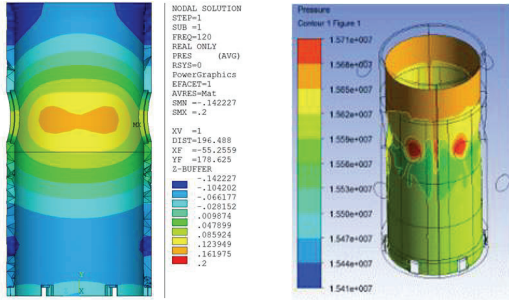 NODAL SOLUTION
STEP=1
SUB =1
FREQ=120
REAL ONLY
PRES (AVG)
RSYS=0
PowerGraphics
EFACET=1
AVRES=Mat
SMN =-.142227
SMX =.2
XV =1
DIST=196.488
XF =-55.2559
YF =178.625
Z-BUFFER
-.142227
-.104202
-.066177
-.028152
.009874
.047899
.085924
.123949
.161975
.2
MX
Y
X
Pressure
Contour 1 Figure 1
1.571e+007
1.568e+007
1.565e+007
1.562e+007
1.559e+007
1.556e+007
1.553e+007
1.550e+007
1.547e+007
1.544e+007
1.541e+007